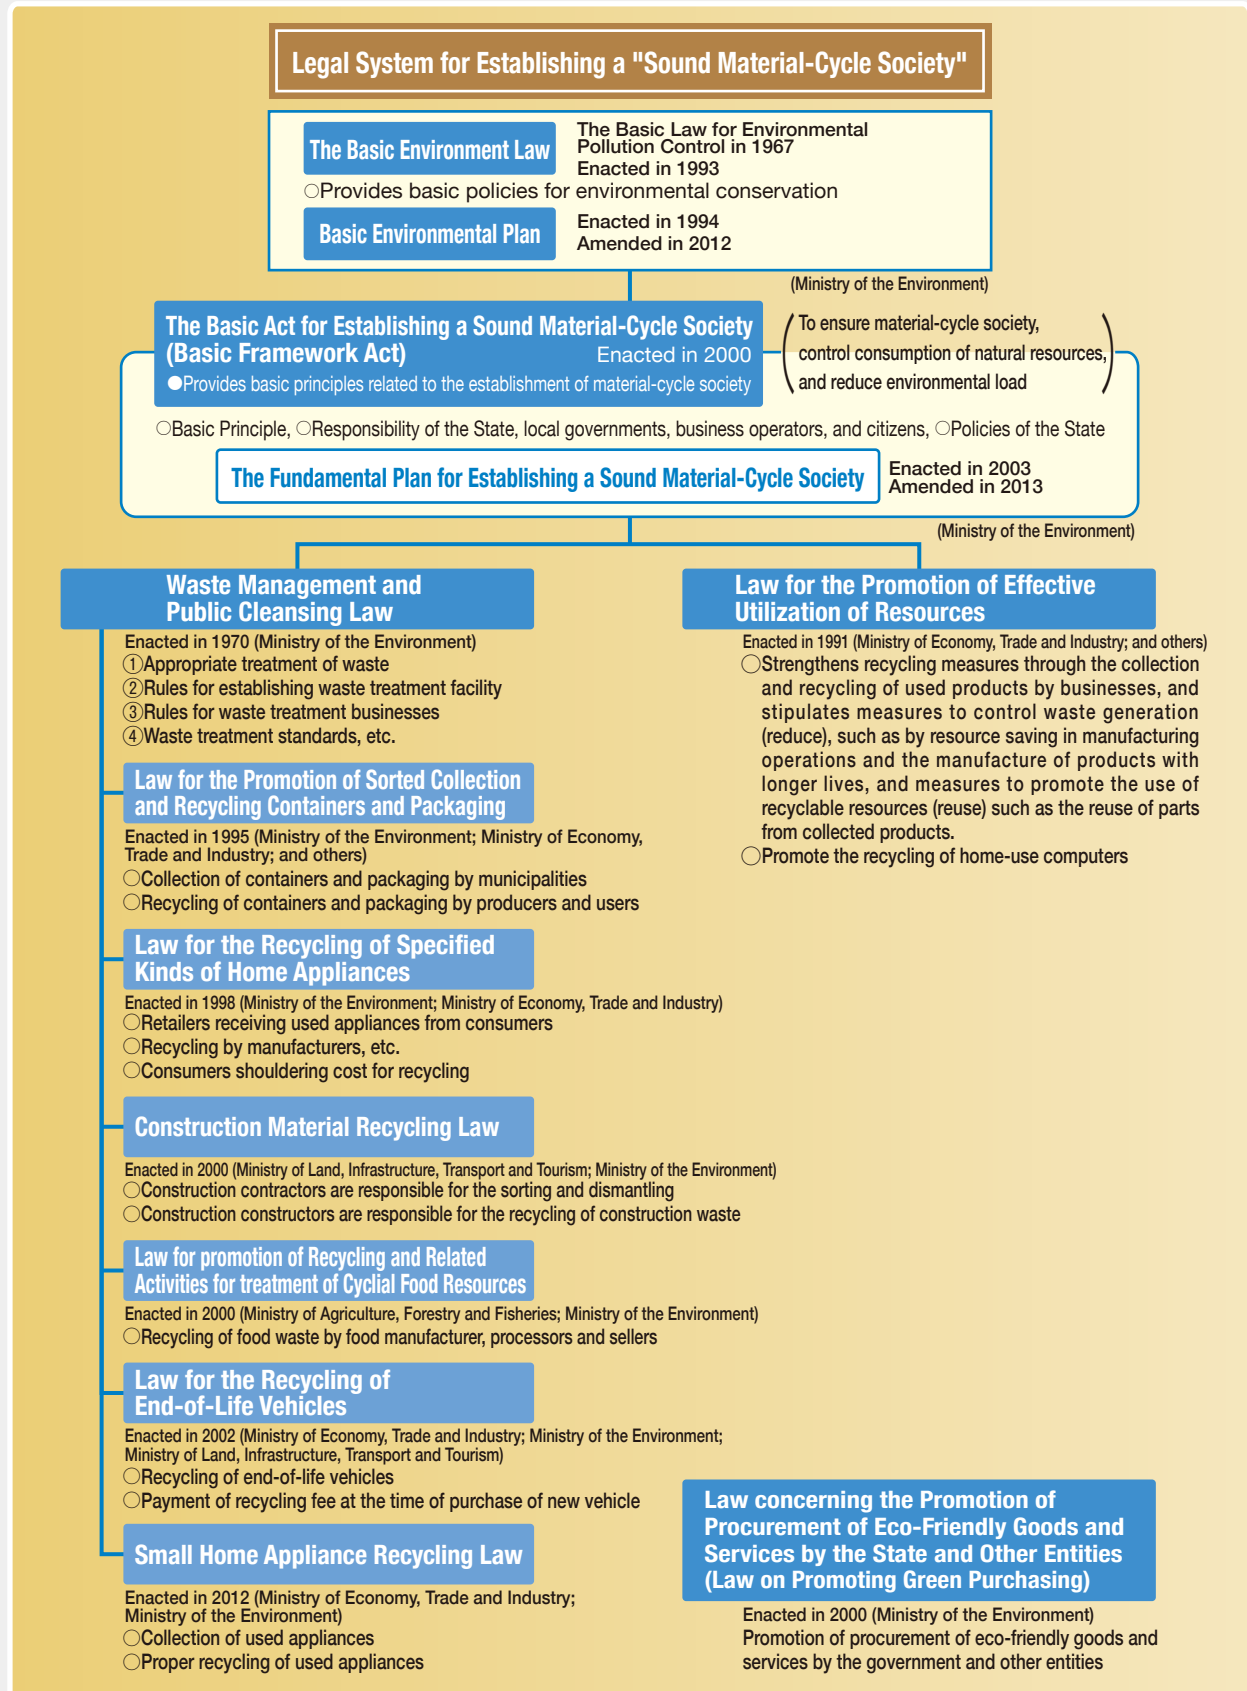 Legal System for Establishing a "Sound Material-Cycle Society"
The Basic Environment Law
The Basic Law for Environmental
Pollution Control in 1967
Enacted in 1993
○Provides basic policies for environmental conservation
Basic Environmental Plan
Enacted in 1994
Amended in 2012
(Ministry of the Environment)
The Basic Act for Establishing a Sound Material-Cycle Society
(Basic Framework Act) Enacted in 2000
●Provides basic principles related to the establishment of material-cycle society
(To ensure material-cycle society,
control consumption of natural resources,
and reduce environmental load)
○Basic Principle, ○Responsibility of the State, local governments, business operators, and citizens, ○Policies of the State
The Fundamental Plan for Establishing a Sound Material-Cycle Society
Enacted in 2003
Amended in 2013
(Ministry of the Environment)
Waste Management and
Public Cleansing Law
Enacted in 1970 (Ministry of the Environment)
①Appropriate treatment of waste
②Rules for establishing waste treatment facility
③Rules for waste treatment businesses
④Waste treatment standards, etc.
Law for the Promotion of Sorted Collection
and Recycling Containers and Packaging
Enacted in 1995 (Ministry of the Environment; Ministry of Economy,
Trade and Industry; and others)
○Collection of containers and packaging by municipalities
○Recycling of containers and packaging by producers and users
Law for the Recycling of Specified
Kinds of Home Appliances
Enacted in 1998 (Ministry of the Environment; Ministry of Economy, Trade and Industry)
○Retailers receiving used appliances from consumers
○Recycling by manufacturers, etc.
○Consumers shouldering cost for recycling
Construction Material Recycling Law
Enacted in 2000 (Ministry of Land, Infrastructure, Transport and Tourism; Ministry of the Environment)
○Construction contractors are responsible for the sorting and dismantling
○Construction constructors are responsible for the recycling of construction waste
Law for promotion of Recycling and Related
Activities for treatment of Cyclial Food Resources
Enacted in 2000 (Ministry of Agriculture, Forestry and Fisheries; Ministry of the Environment)
○Recycling of food waste by food manufacturer, processors and sellers
Law for the Recycling of
End-of-Life Vehicles
Enacted in 2002 (Ministry of Economy, Trade and Industry; Ministry of the Environment;
Ministry of Land, Infrastructure, Transport and Tourism)
○Recycling of end-of-life vehicles
○Payment of recycling fee at the time of purchase of new vehicle
Small Home Appliance Recycling Law
Enacted in 2012 (Ministry of Economy, Trade and Industry;
Ministry of the Environment)
○Collection of used appliances
○Proper recycling of used appliances
Law for the Promotion of Effective
Utilization of Resources
Enacted in 1991 (Ministry of Economy, Trade and Industry; and others)
○Strengthens recycling measures through the collection
and recycling of used products by businesses, and
stipulates measures to control waste generation
(reduce), such as by resource saving in manufacturing
operations and the manufacture of products with
longer lives, and measures to promote the use of
recyclable resources (reuse) such as the reuse of parts
from collected products.
○Promote the recycling of home-use computers
Law concerning the Promotion of
Procurement of Eco-Friendly Goods and
Services by the State and Other Entities
(Law on Promoting Green Purchasing)
Enacted in 2000 (Ministry of the Environment)
Promotion of procurement of eco-friendly goods and
services by the government and other entities